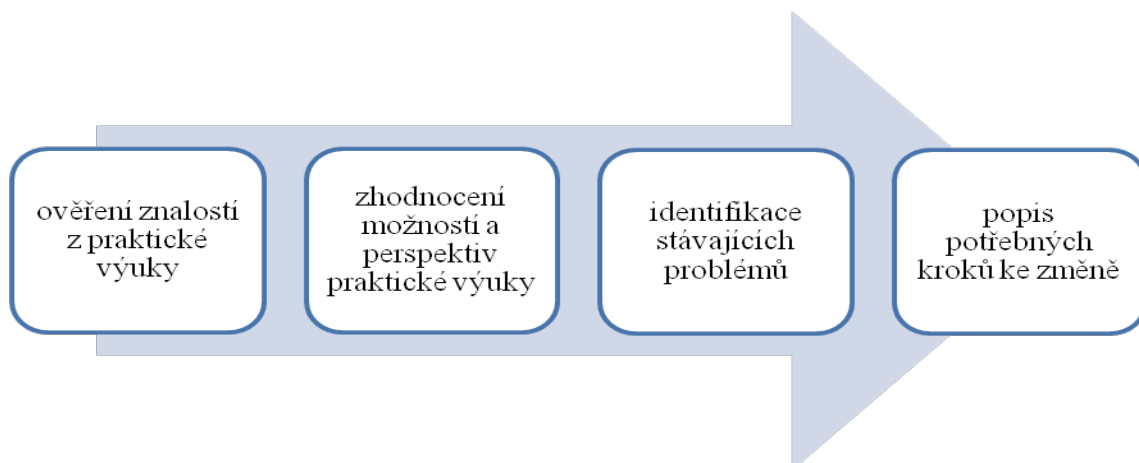 ověření znalostí
z praktické
výuky
zhodnocení
možností a
perspektiv
praktické výuky
identifikace
stávajících
problémů
popis
potřebných
kroků ke změně